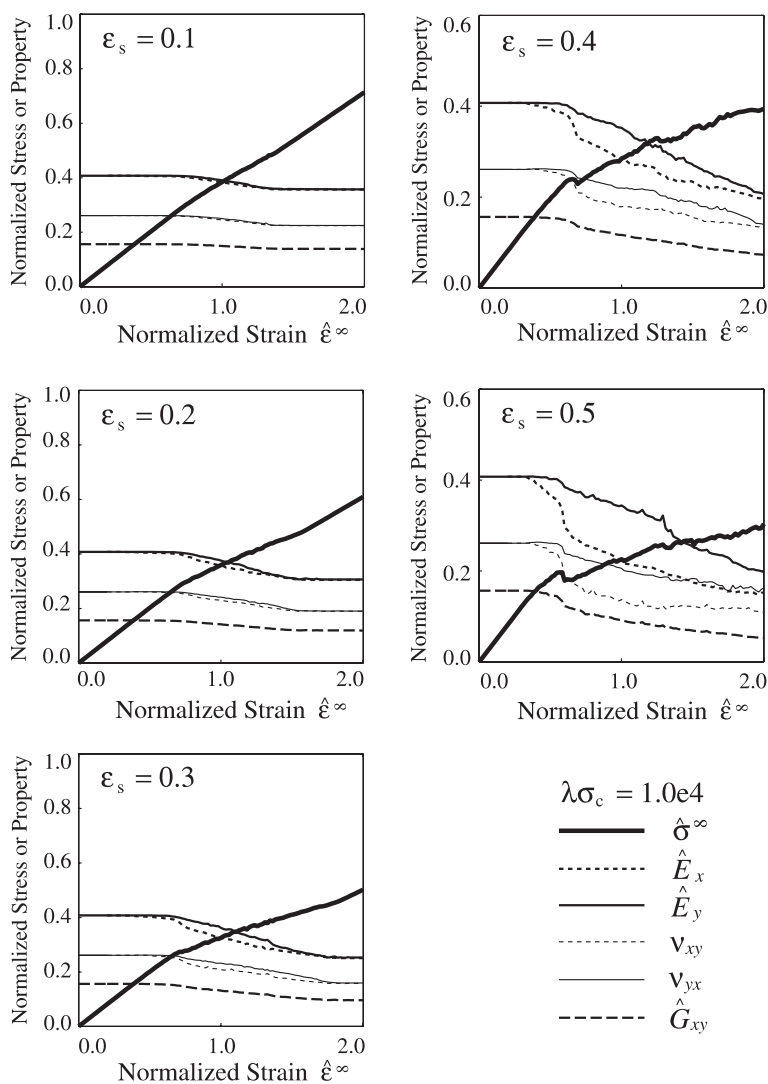 1.0
0.8
0.6
0.4
0.2
0.0
Normalized Stress or Property
εs = 0.1
0.0 1.0 2.0
Normalized Strain ε̂∞
0.6
0.4
0.2
0.0
Normalized Stress or Property
εs = 0.4
0.0 1.0 2.0
Normalized Strain ε̂∞
1.0
0.8
0.6
0.4
0.2
0.0
Normalized Stress or Property
εs = 0.2
0.0 1.0 2.0
Normalized Strain ε̂∞
0.6
0.4
0.2
0.0
Normalized Stress or Property
εs = 0.5
0.0 1.0 2.0
Normalized Strain ε̂∞
1.0
0.8
0.6
0.4
0.2
0.0
Normalized Stress or Property
εs = 0.3
0.0 1.0 2.0
Normalized Strain ε̂∞
λσc = 1.0e4
σ̂∞
Êx
Êy
νxy
νyx
Ĝxy